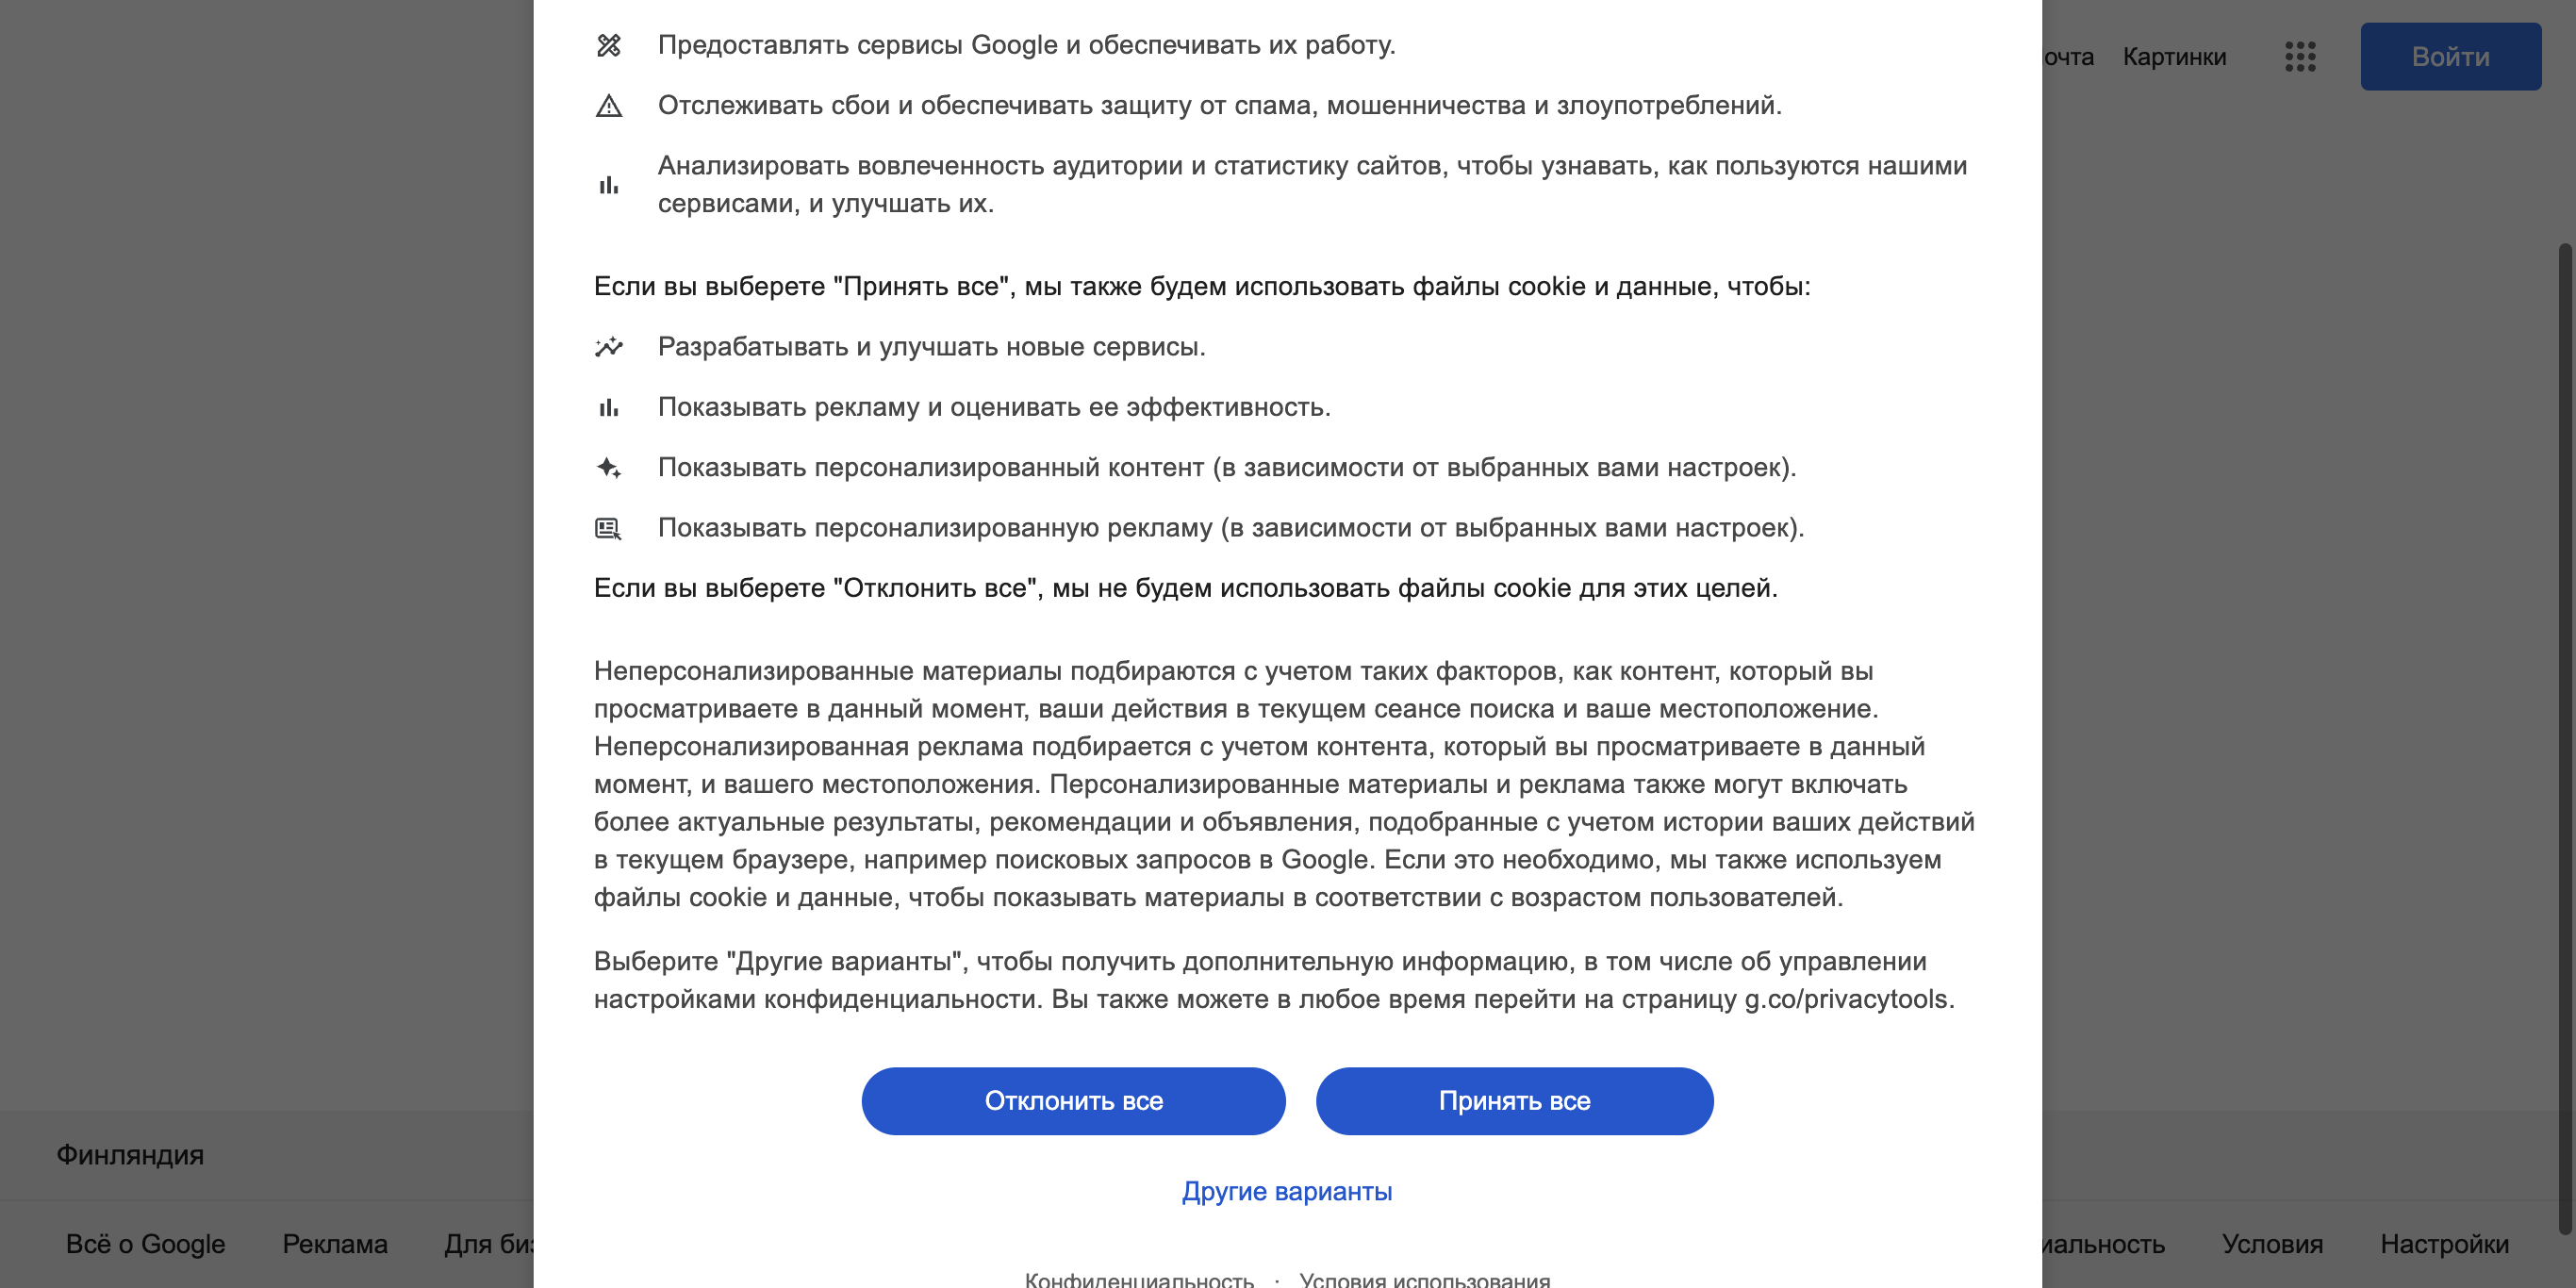 Предоставлять сервисы Google и обеспечивать их работу.
Картинки
Войти
Отслеживать сбои и обеспечивать защиту от спама, мошенничества и злоупотреблений.
Анализировать вовлеченность аудитории и статистику сайтов, чтобы узнавать, как пользуются нашими
сервисами, и улучшать их.
Если вы выберете "Принять все", мы также будем использовать файлы cookie и данные, чтобы:
Разрабатывать и улучшать новые сервисы.
Показывать рекламу и оценивать ее эффективность.
Показывать персонализированный контент (в зависимости от выбранных вами настроек).
Показывать персонализированную рекламу (в зависимости от выбранных вами настроек).
Если вы выберете "Отклонить все", мы не будем использовать файлы cookie для этих целей.
Неперсонализированные материалы подбираются с учетом таких факторов, как контент, который вы
просматриваете в данный момент, ваши действия в текущем сеансе поиска и ваше местоположение.
Неперсонализированная реклама подбирается с учетом контента, который вы просматриваете в данный
момент, и вашего местоположения. Персонализированные материалы и реклама также могут включать
более актуальные результаты, рекомендации и объявления, подобранные с учетом истории ваших действий
в текущем браузере, например поисковых запросов в Google. Если это необходимо, мы также используем
файлы cookie и данные, чтобы показывать материалы в соответствии с возрастом пользователей.
Выберите "Другие варианты", чтобы получить дополнительную информацию, в том числе об управлении
настройками конфиденциальности. Вы также можете в любое время перейти на страницу g.co/privacytools.
Отклонить все
Принять все
Финляндия
Другие варианты
Всё о Google
Реклама
Для
Условия
Настройки
Конфиденциальность · Условия использования